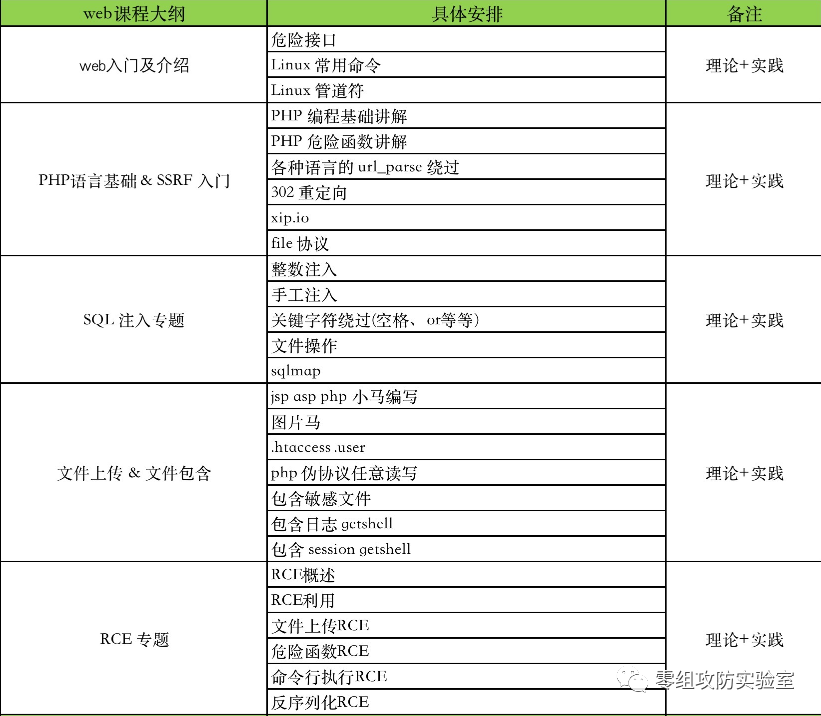 web课程大纲 具体安排 备注
web入门及介绍 危险接口 理论+实践
Linux 常用命令
Linux 管道符
PHP语言基础 & SSRF 入门 PHP 编程基础讲解 理论+实践
PHP 危险函数讲解
各种语言的 url_parse 绕过
302 重定向
xip.io
file 协议
SQL 注入专题 整数注入 理论+实践
手工注入
关键字符绕过(空格、or等等)
文件操作
sqlmap
文件上传 & 文件包含 jsp asp php 小马编写 理论+实践
图片马
.htaccess .user
php 伪协议任意读写
包含敏感文件
包含日志 getshell
包含 session getshell
RCE 专题 RCE概述 理论+实践
RCE利用
文件上传RCE
危险函数RCE
命令行执行RCE
反序列化RCE
零组攻防实验室